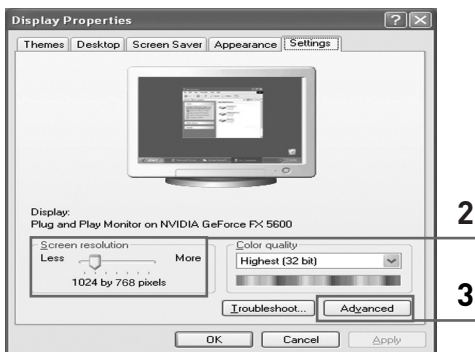 Display Properties
Themes Desktop Screen Saver Appearance Settings
Display:
Plug and Play Monitor on NVIDIA GeForce FX 5600
Screen resolution
Less More
1024 by 768 pixels
Color quality
Highest (32 bit)
2
Troubleshoot... Advanced
3
OK Cancel Apply